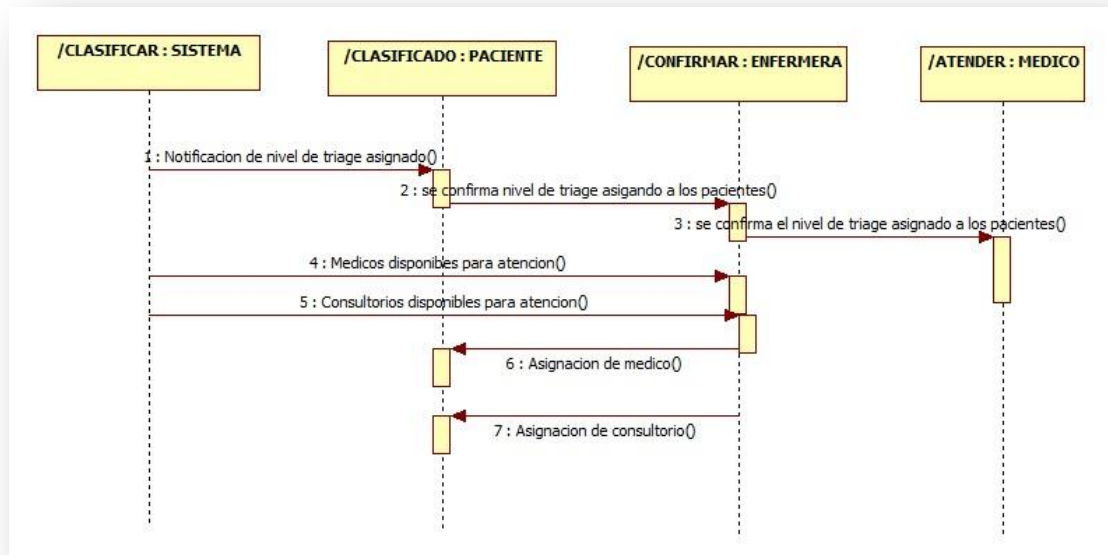 /CLASIFICAR : SISTEMA
/CLASIFICADO : PACIENTE
/CONFIRMAR : ENFERMERA
/ATENDER : MEDICO
1 : Notificacion de nivel de triage asignado()
2 : se confirma nivel de triage asigando a los pacientes()
3 : se confirma el nivel de triage asignado a los pacientes()
4 : Medicos disponibes para atencion()
5 : Consultorios disponibles para atencion()
6 : Asignacion de medico()
7 : Asignacion de consultorio()